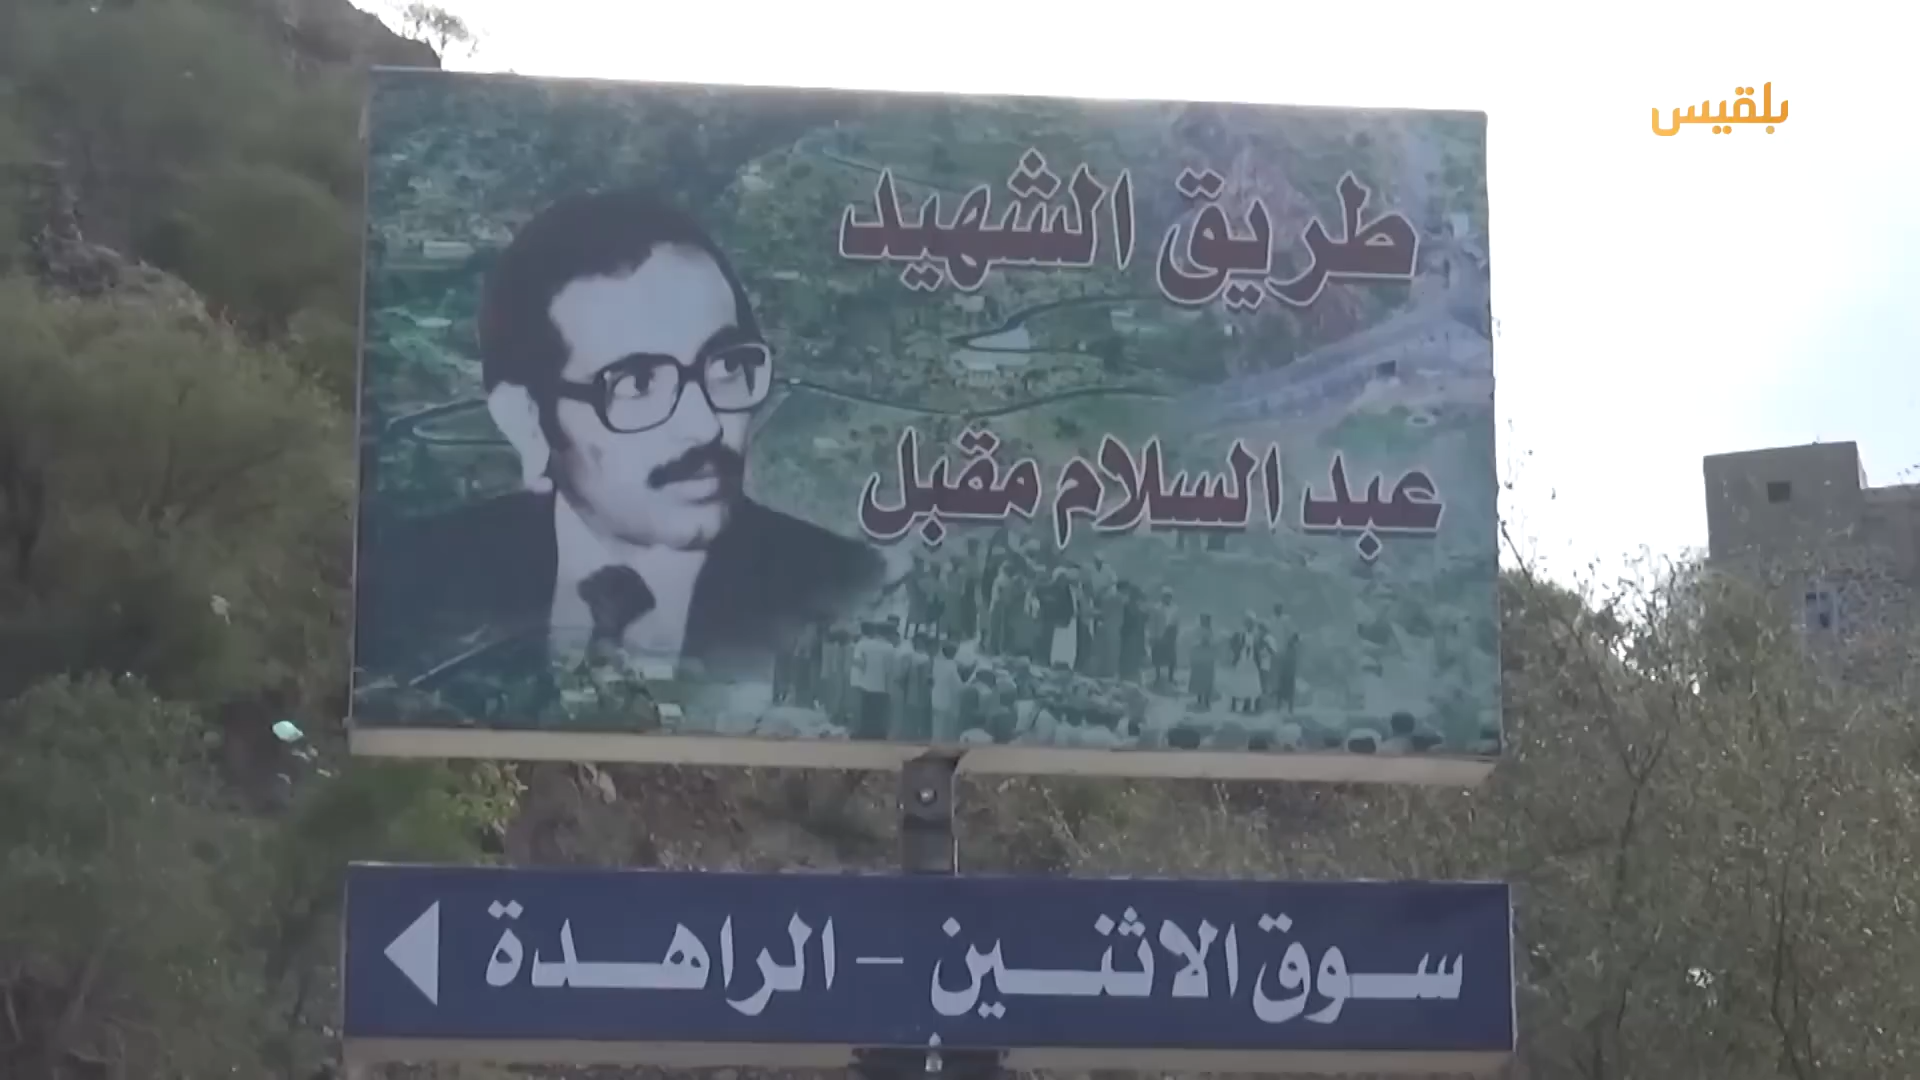 بلقيس
طريق الشهيد
عبد السلام مقبل
سوق الاثنين - الراهدة